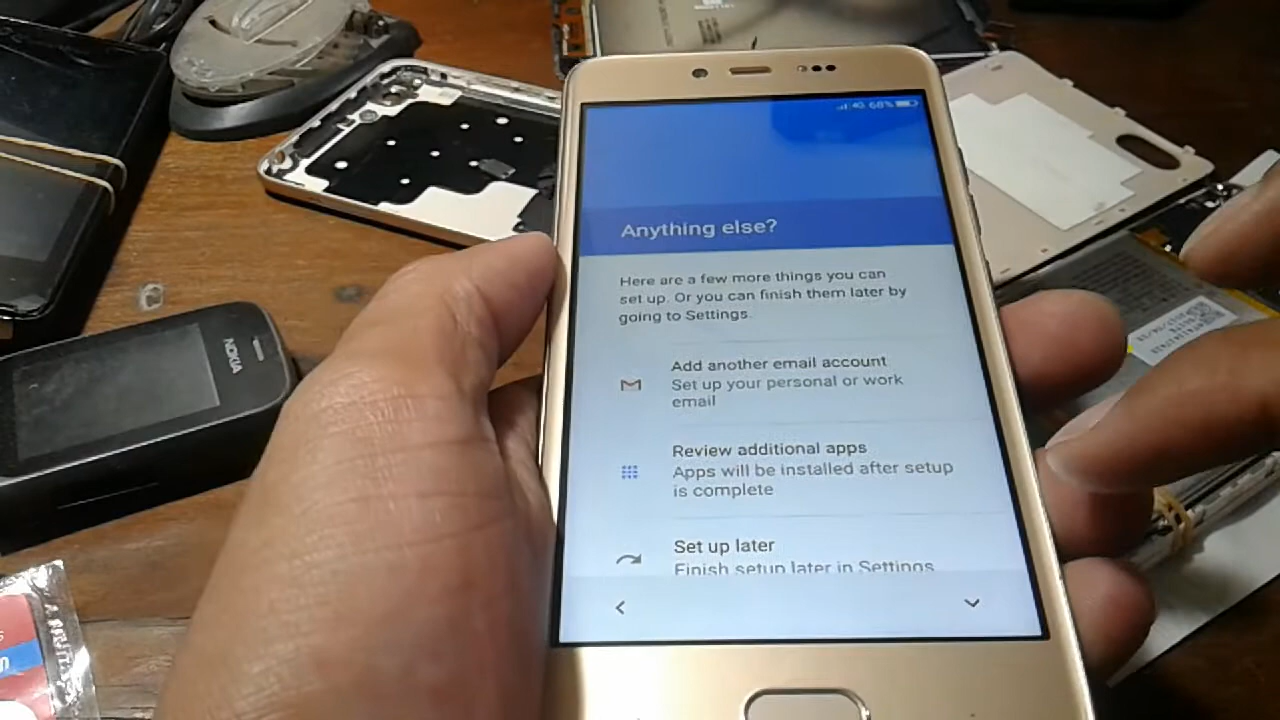 4G 68%
Anything else?
Here are a few more things you can
set up. Or you can finish them later by
going to Settings.
Add another email account
Set up your personal or work
email
Review additional apps
Apps will be installed after setup
is complete
Set up later
Finish setup later in Settings
NOKIA